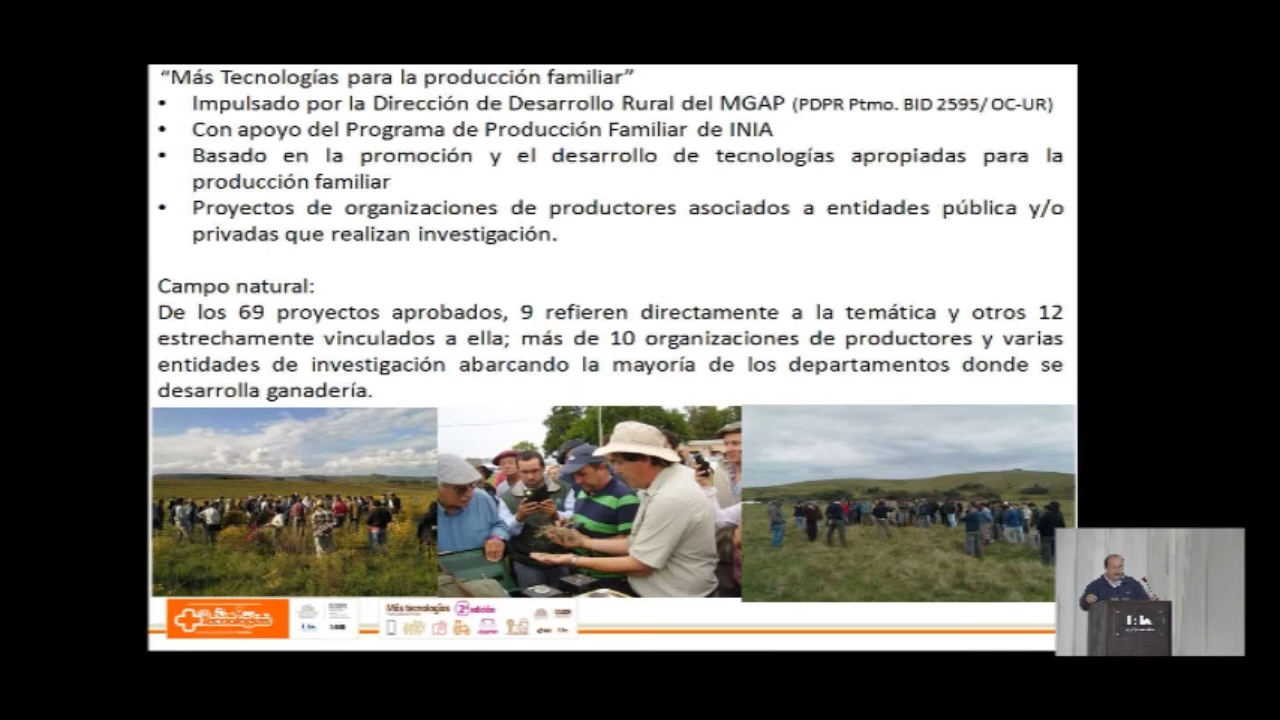 “Más Tecnologías para la producción familiar”
• Impulsado por la Dirección de Desarrollo Rural del MGAP (PDPR Ptmo. BID 2595/ OC-UR)
• Con apoyo del Programa de Producción Familiar de INIA
• Basado en la promoción y el desarrollo de tecnologías apropiadas para la
producción familiar
• Proyectos de organizaciones de productores asociados a entidades pública y/o
privadas que realizan investigación.
Campo natural:
De los 69 proyectos aprobados, 9 refieren directamente a la temática y otros 12
estrechamente vinculados a ella; más de 10 organizaciones de productores y varias
entidades de investigación abarcando la mayoría de los departamentos donde se
desarrolla ganadería.
Más tecnologías 2ª edición